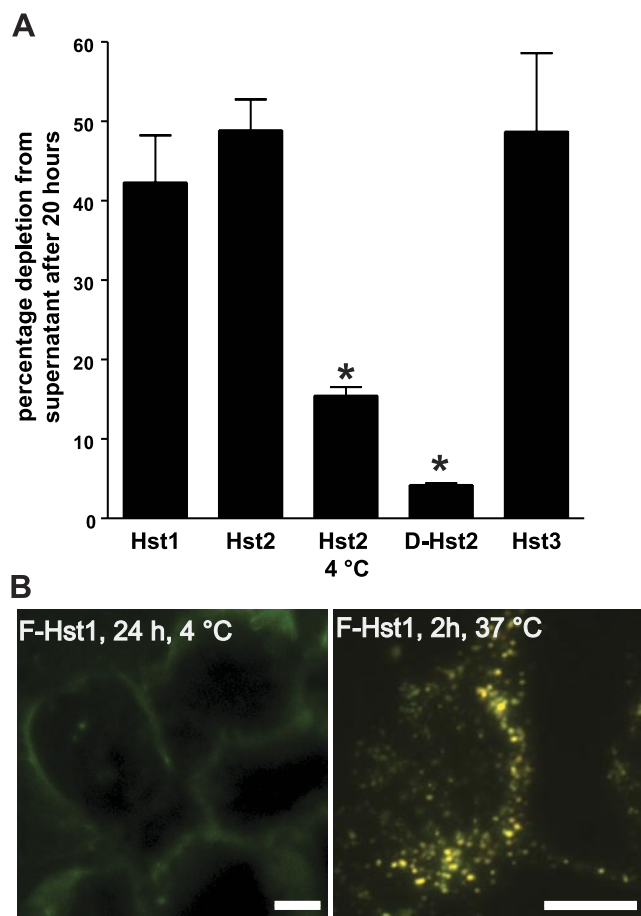 A
percentage depletion from
supernatant after 20 hours
60
50
40
30
20
10
0
*
*
Hst1 Hst2 Hst2 D-Hst2 Hst3
4 °C
B
F-Hst1, 24 h, 4 °C
F-Hst1, 2h, 37 °C